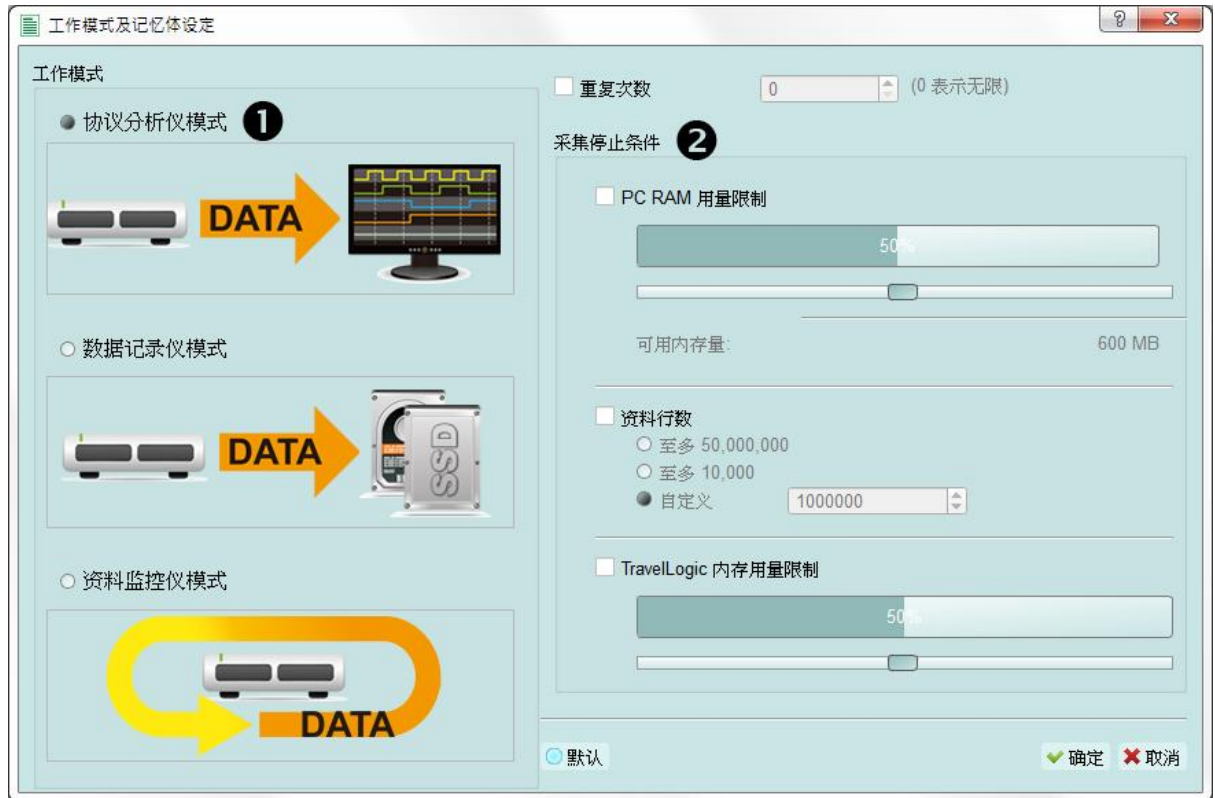 工作模式及记忆体设定
工作模式
协议分析仪模式 ❶
DATA
数据记录仪模式
DATA
SSD
资料监控仪模式
DATA
重复次数 0 (0 表示无限)
采集停止条件 ❷
PC RAM 用量限制
50%
可用内存量: 600 MB
资料行数
至多 50,000,000
至多 10,000
自定义 1000000
TravelLogic 内存用量限制
50%
默认 确定 取消